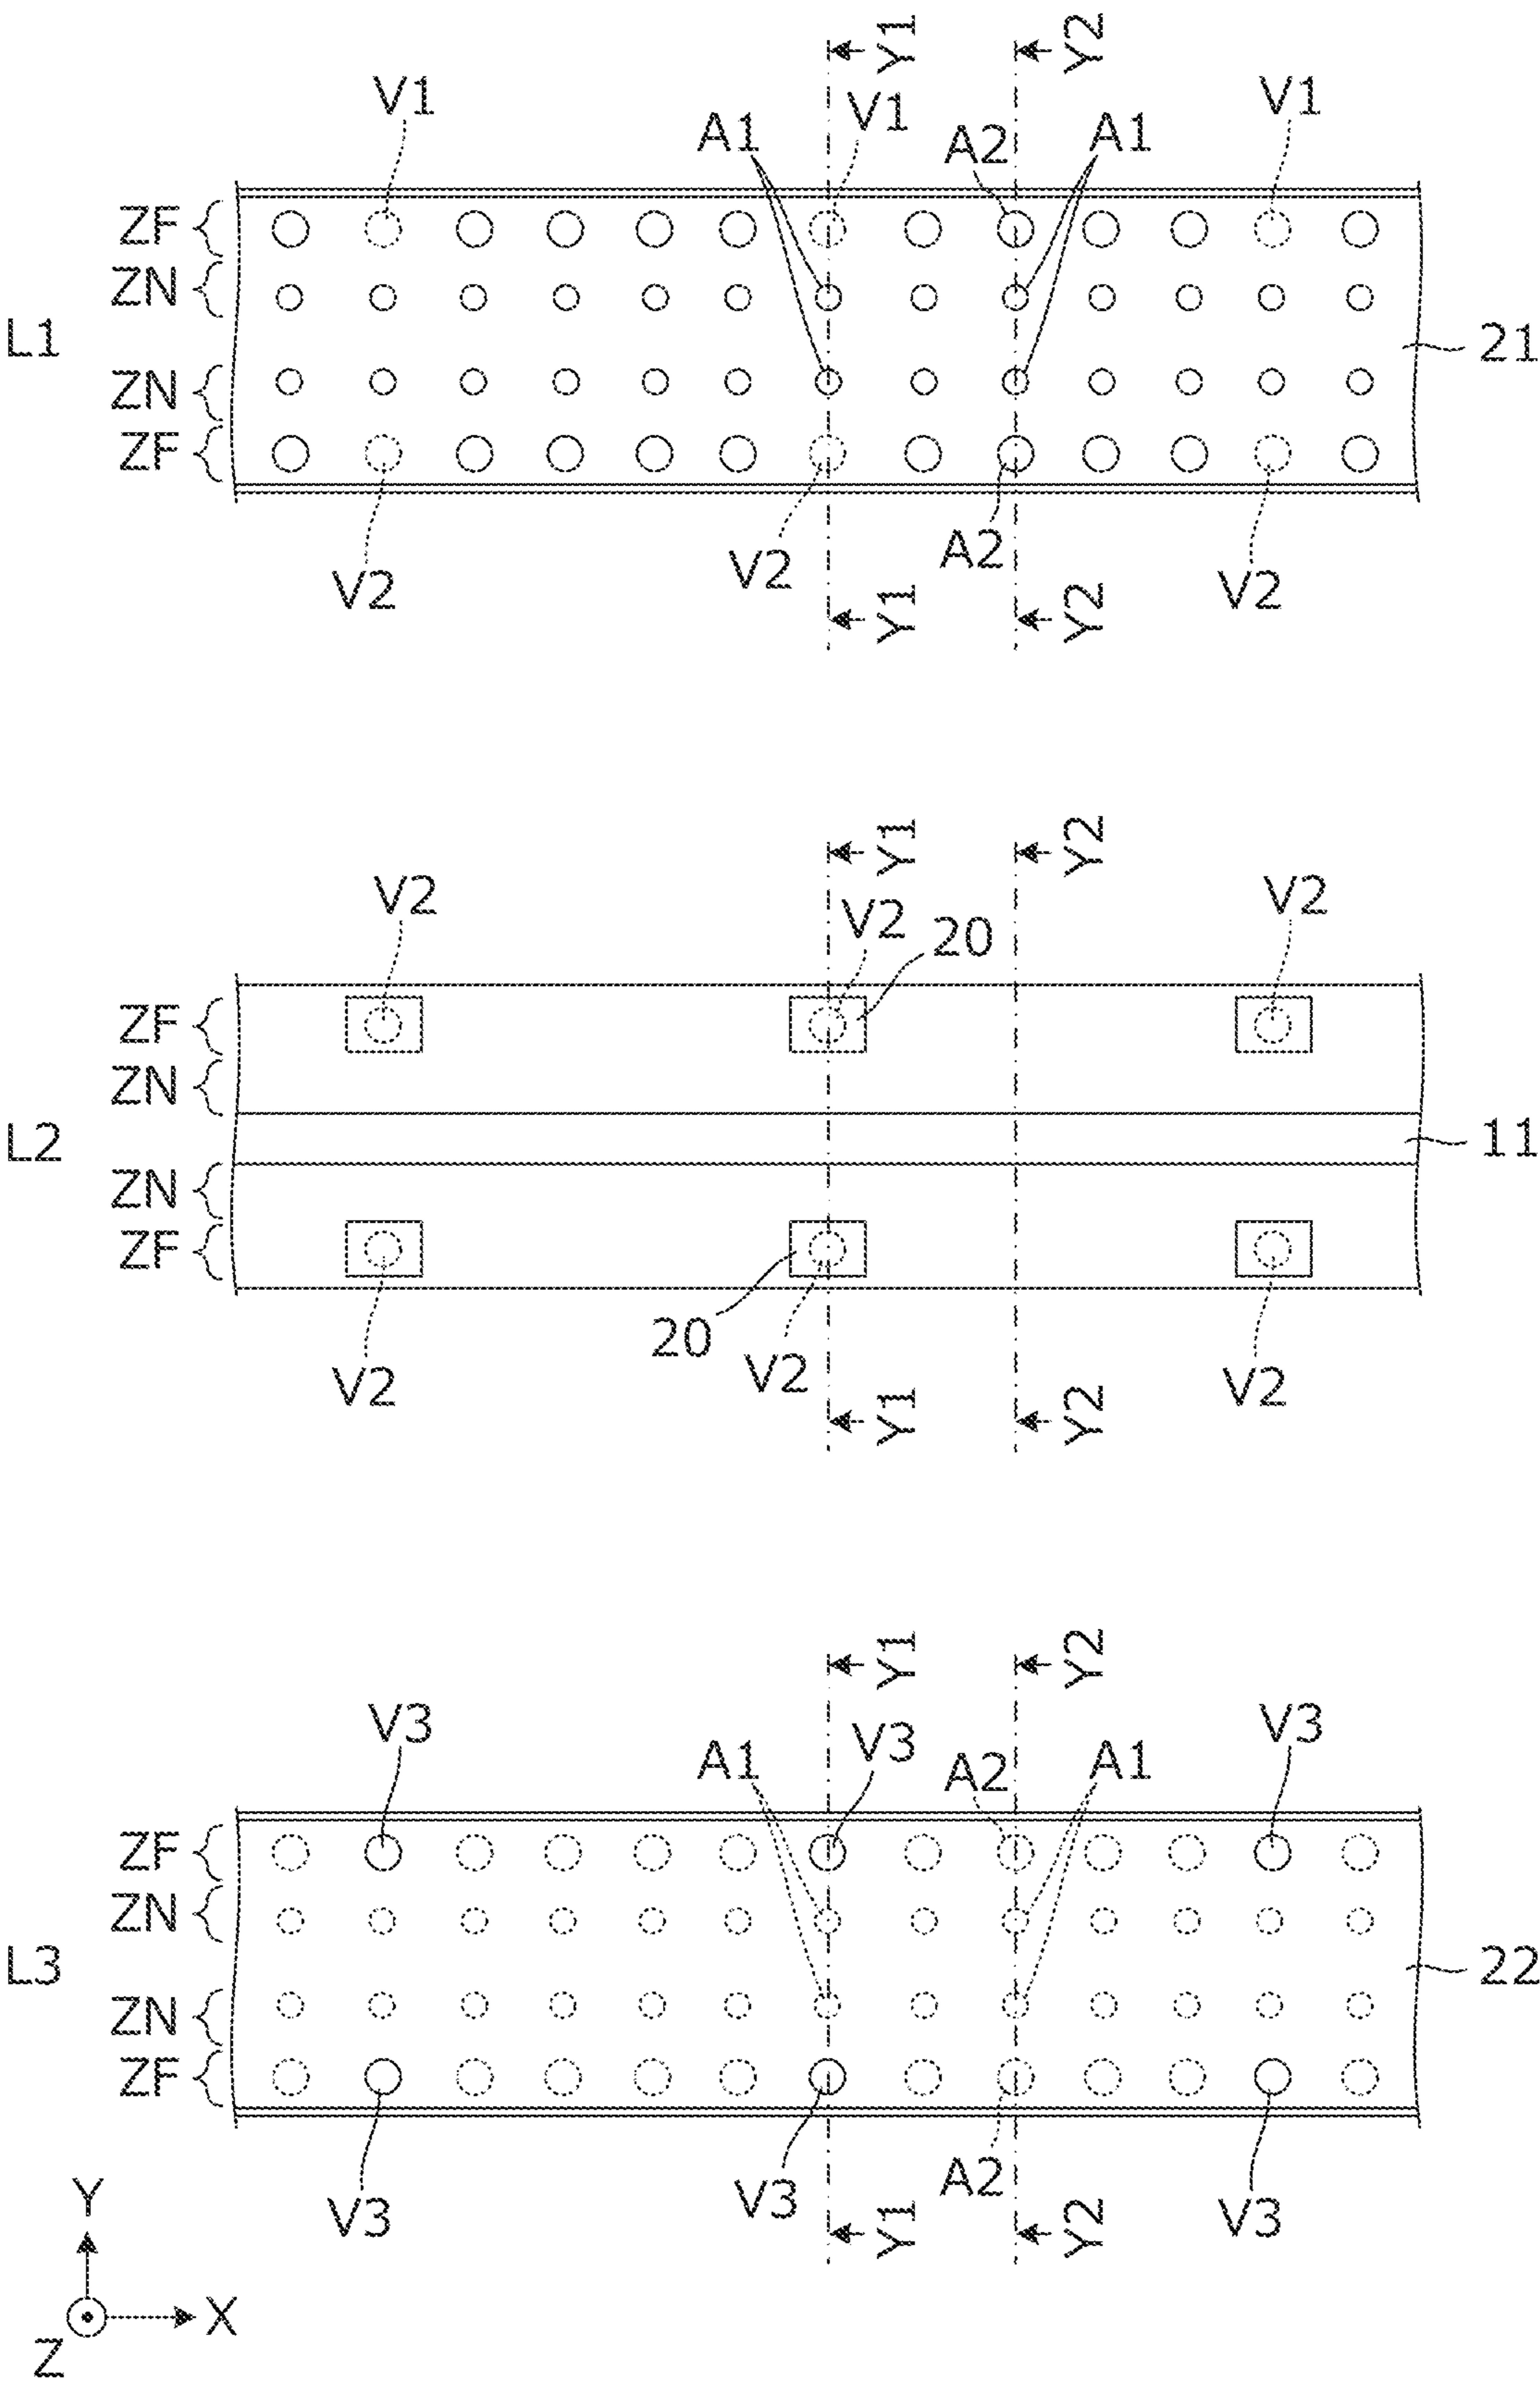 Y1 Y2
V1 V1 V1
A1 A2 A1
ZF
ZN
L1 21
ZN
ZF
V2 V2 A2 V2
Y1 Y2
Y1 Y2
V2 V2 20 V2
ZF
ZN
L2 11
ZN
ZF
20 V2
V2 V2
Y1 Y2
Y1 Y2
V3 V3 V3
A1 A2 A1
ZF
ZN
L3 22
ZN
ZF
V3 V3 A2 V3
Y1 Y2
Y
X
Z